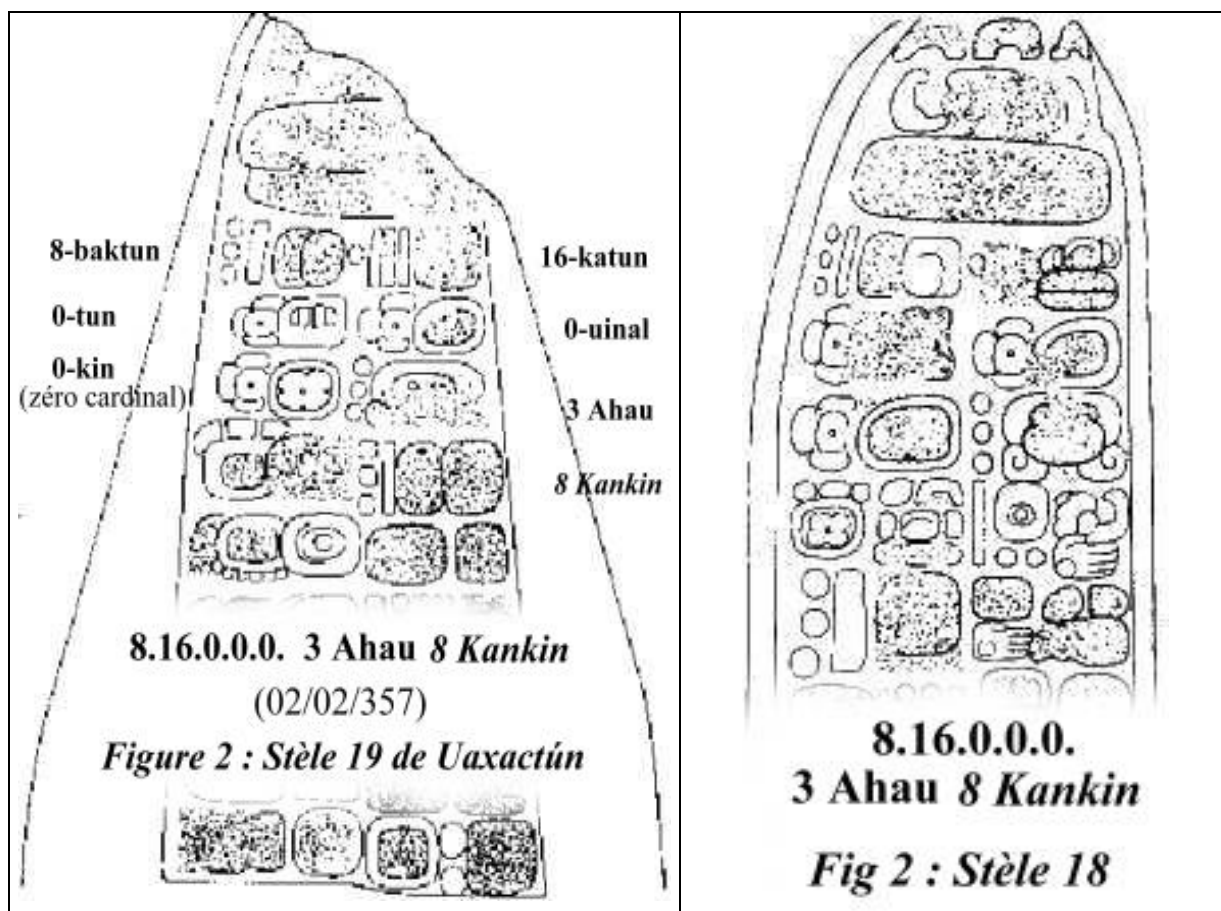 8-baktun
16-katun
0-tun
0-uinal
0-kin
(zéro cardinal)
3 Ahau
8 Kankin
8.16.0.0.0. 3 Ahau 8 Kankin
(02/02/357)
Figure 2 : Stèle 19 de Uaxactún
8.16.0.0.0.
3 Ahau 8 Kankin
Fig 2 : Stèle 18